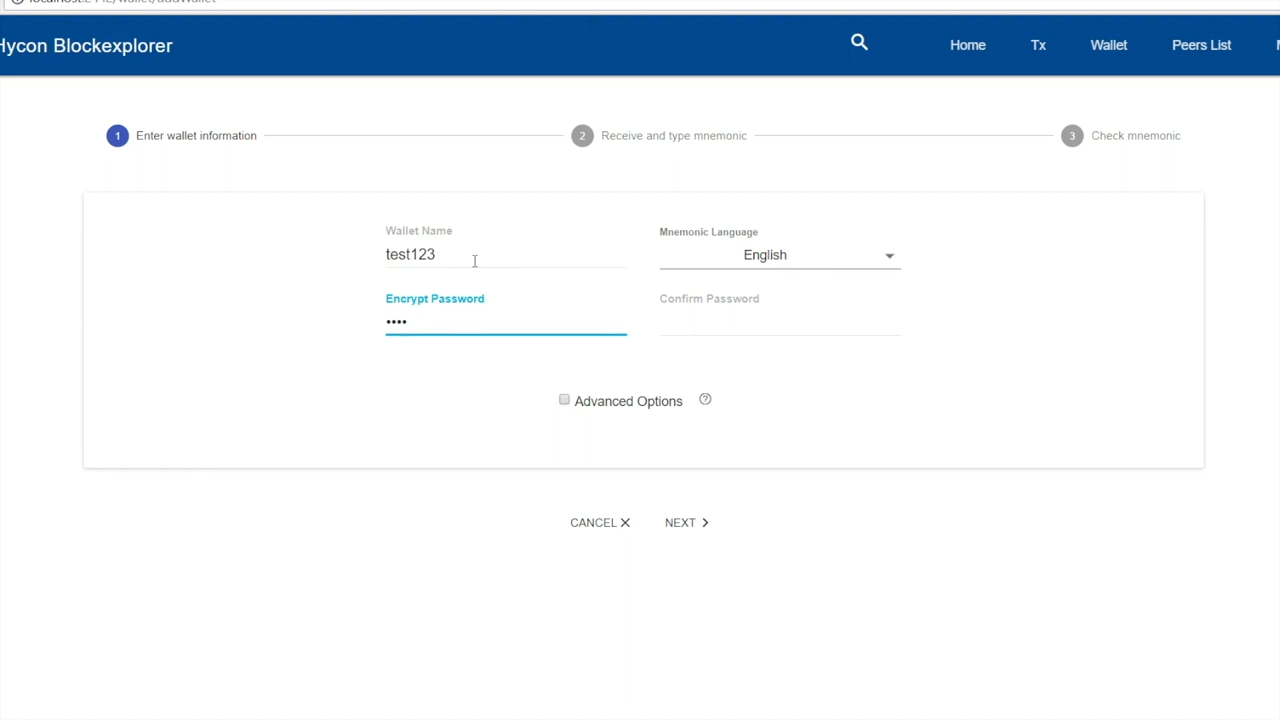 Hycon Blockexplorer
Home
Tx
Wallet
Peers List
1 Enter wallet information
2 Receive and type mnemonic
3 Check mnemonic
Wallet Name
test123
Mnemonic Language
English
Encrypt Password
••••
Confirm Password
Advanced Options
CANCEL
NEXT